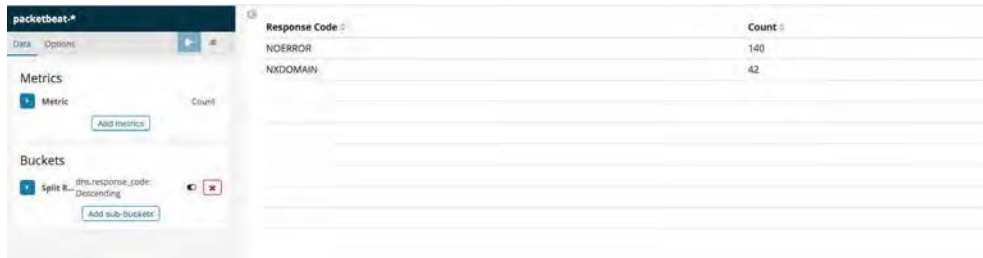 packetbeat-*
Data Options
Metrics
Metric Count
Add metrics
Buckets
Split R... dns.response_code: Descending
Add sub-buckets
Response Code Count
NOERROR 140
NXDOMAIN 42